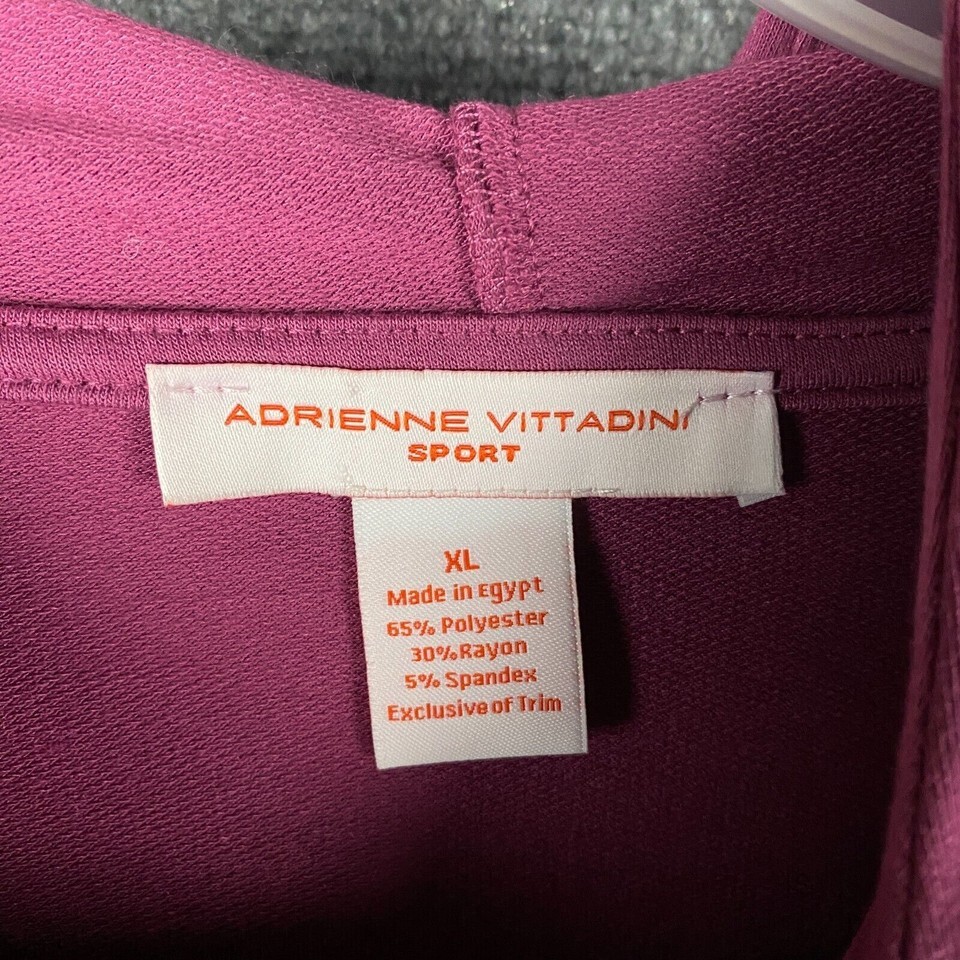 ADRIENNE VITTADINI
SPORT
XL
Made in Egypt
65% Polyester
30%Rayon
5% Spandex
Exclusive of Trim